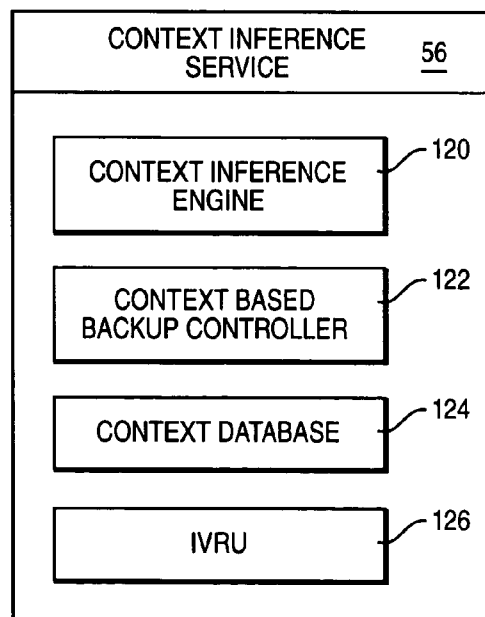 CONTEXT INFERENCE
SERVICE 56
CONTEXT INFERENCE
ENGINE
120
CONTEXT BASED
BACKUP CONTROLLER
122
CONTEXT DATABASE
124
IVRU
126